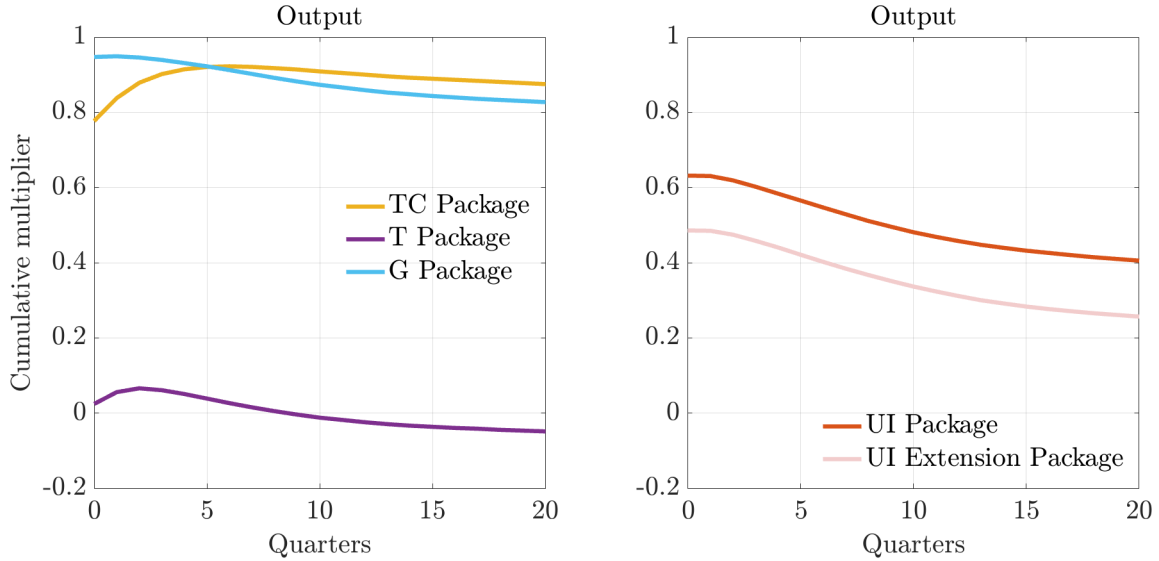 Output
Cumulative multiplier
1
0.8
0.6
0.4
0.2
0
-0.2
TC Package
T Package
G Package
0 5 10 15 20
Quarters
Output
1
0.8
0.6
0.4
0.2
0
-0.2
UI Package
UI Extension Package
0 5 10 15 20
Quarters